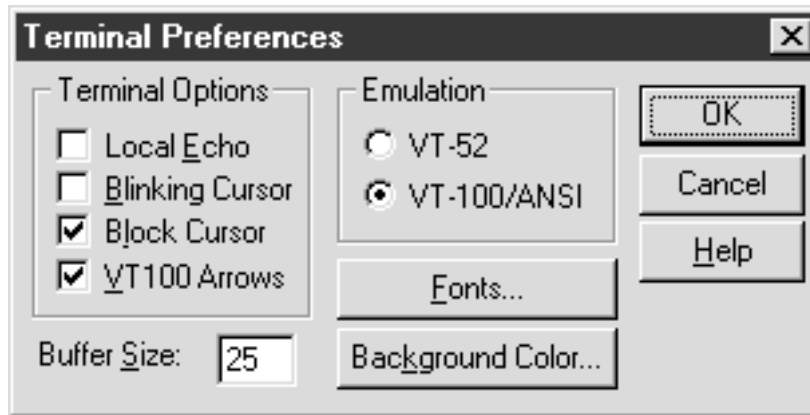 Terminal Preferences
Terminal Options
Local Echo
Blinking Cursor
Block Cursor
VT100 Arrows
Buffer Size: 25
Emulation
VT-52
VT-100/ANSI
Fonts...
Background Color...
OK
Cancel
Help